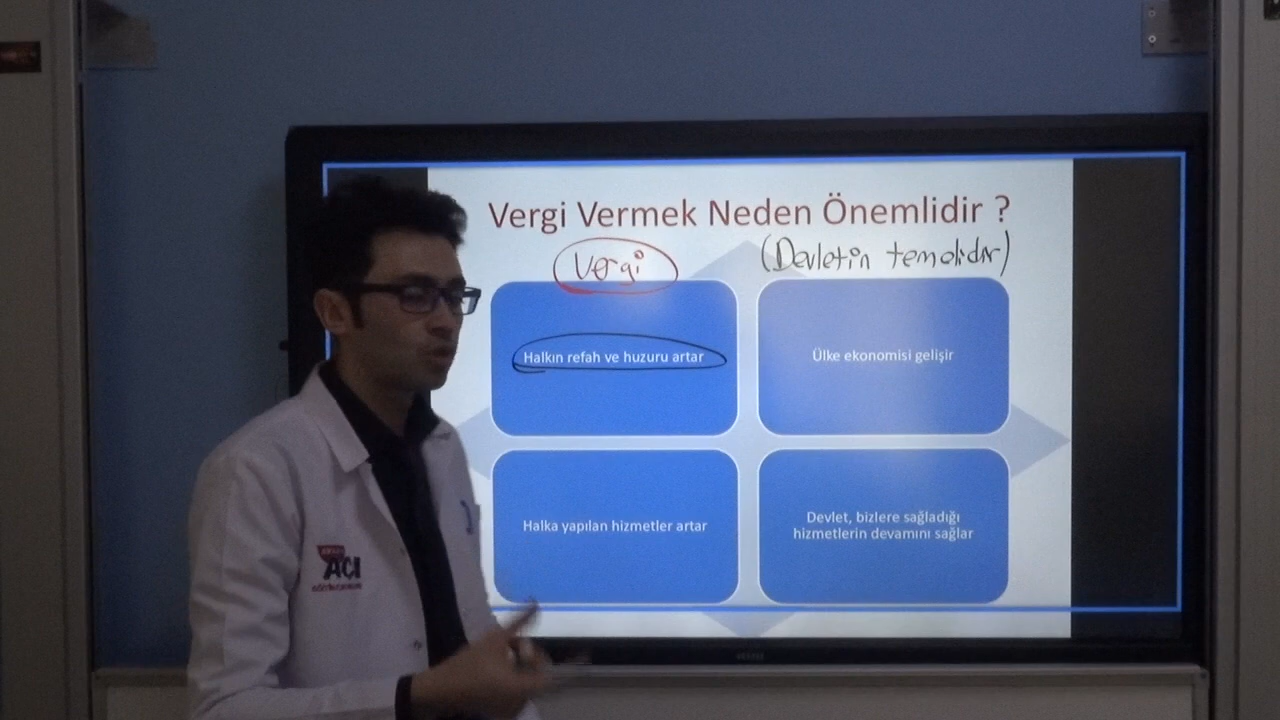 Vergi Vermek Neden Önemlidir ?
Vergi
(Devletin temelidir)
Halkın refah ve huzuru artar
Ülke ekonomisi gelişir
Halka yapılan hizmetler artar
Devlet, bizlere sağladığı
hizmetlerin devamını sağlar
AÇI